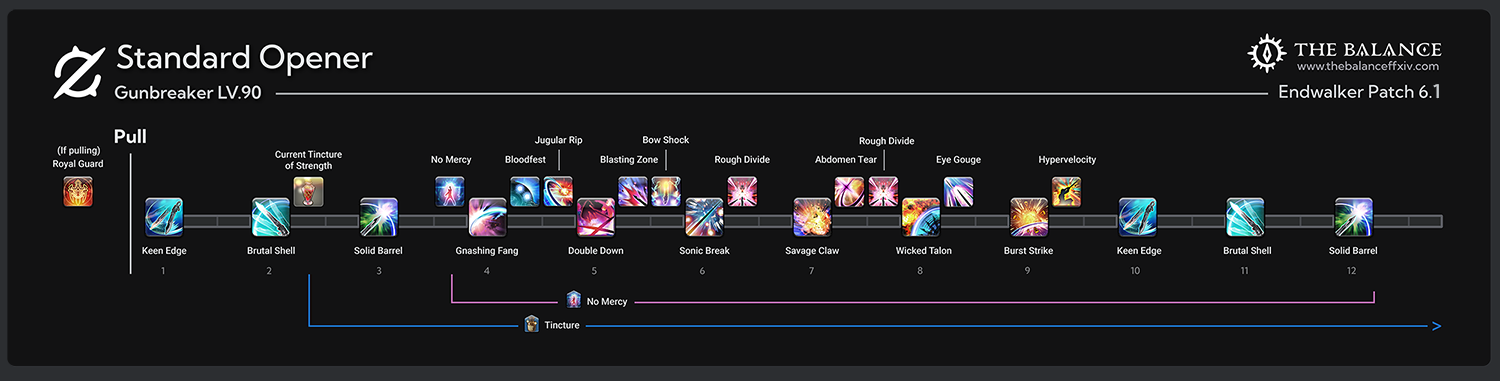 Standard Opener
THE BALANCE
www.thebalanceffxiv.com
Gunbreaker LV.90
Endwalker Patch 6.1
Pull
(If pulling)
Royal Guard
Current Tincture
of Strength
No Mercy
Bloodfest
Jugular Rip
Blasting Zone
Bow Shock
Rough Divide
Abdomen Tear
Rough Divide
Eye Gouge
Hypervelocity
Keen Edge
Brutal Shell
Solid Barrel
Gnashing Fang
Double Down
Sonic Break
Savage Claw
Wicked Talon
Burst Strike
Keen Edge
Brutal Shell
Solid Barrel
1
2
3
4
5
6
7
8
9
10
11
12
No Mercy
Tincture